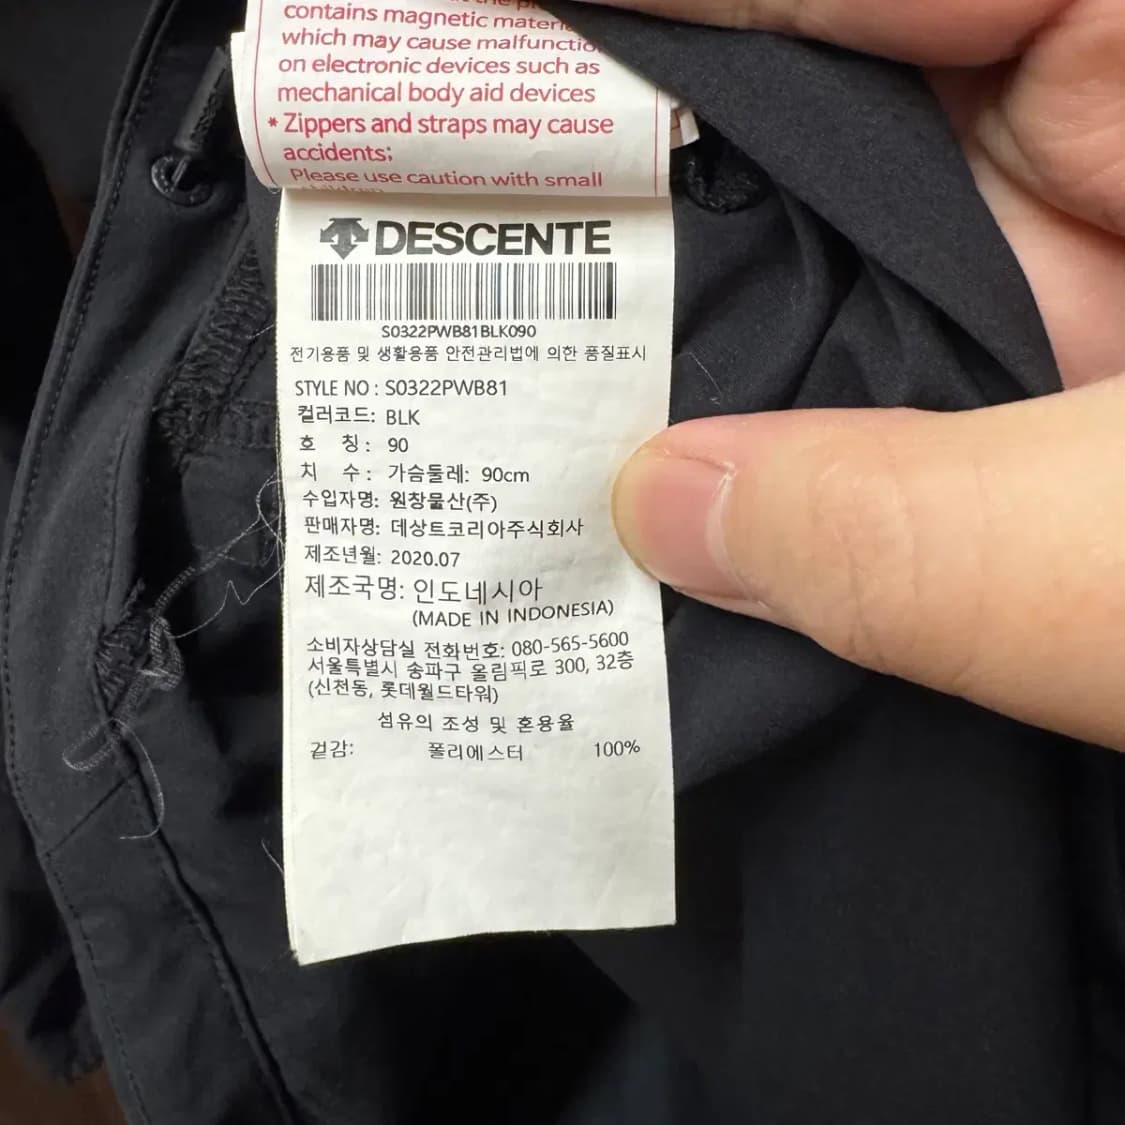 contains magnetic
which may cause
on electronic devices such as
mechanical body aid devices
* Zippers and straps may cause
accidents;
Please use caution with small
children
DESCENTE
S0322PWB81BLK090
전기용품 및 생활용품 안전관리법에 의한 품질표시
STYLE NO : S0322PWB81
컬러코드: BLK
호 칭: 90
치 수: 가슴둘레: 90cm
수입자명: 원창물산(주)
판매자명: 데상트코리아주식회사
제조년월: 2020.07
제조국명: 인도네시아
(MADE IN INDONESIA)
소비자상담실 전화번호: 080-565-5600
서울특별시 송파구 올림픽로 300, 32층
(신천동, 롯데월드타워)
섬유의 조성 및 혼용율
겉감: 폴리에스터 100%